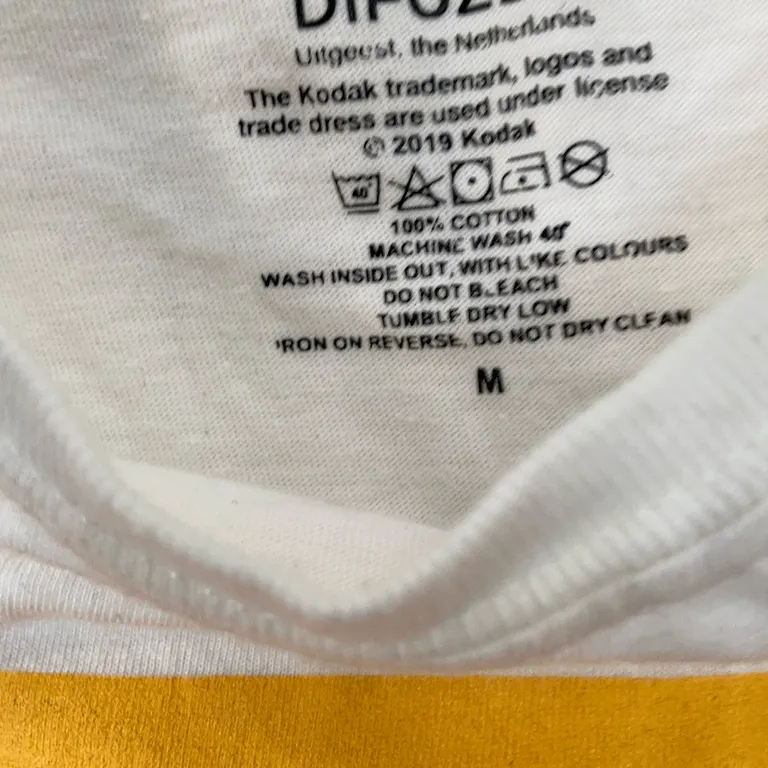 Uitgeest, the Netherlands
The Kodak trademark, logos and
trade dress are used under license
© 2019 Kodak
40°
100% COTTON
MACHINE WASH 40°
WASH INSIDE OUT, WITH LIKE COLOURS
DO NOT BLEACH
TUMBLE DRY LOW
IRON ON REVERSE, DO NOT DRY CLEAN
M